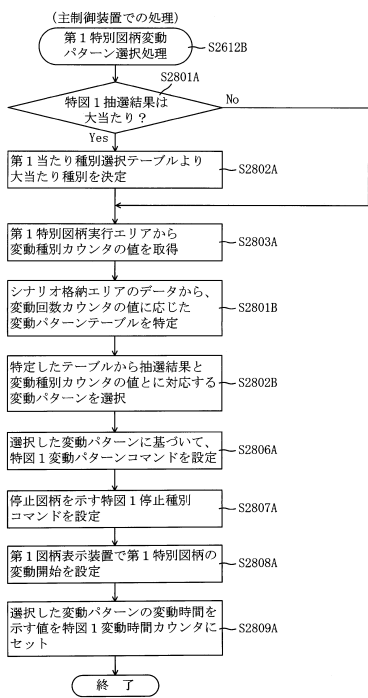 (主制御装置での処理)
第1特別図柄変動
パターン選択処理
S2612B
S2801A
特図1抽選結果は
大当たり?
No
Yes
第1当たり種別選択テーブルより
大当たり種別を決定
S2802A
第1特別図柄実行エリアから
変動種別カウンタの値を取得
S2803A
シナリオ格納エリアのデータから、
変動回数カウンタの値に応じた
変動パターンテーブルを特定
S2801B
特定したテーブルから抽選結果と
変動種別カウンタの値とに対応する
変動パターンを選択
S2802B
選択した変動パターンに基づいて、
特図1変動パターンコマンドを設定
S2806A
停止図柄を示す特図1停止種別
コマンドを設定
S2807A
第1図柄表示装置で第1特別図柄の
変動開始を設定
S2808A
選択した変動パターンの変動時間を
示す値を特図1変動時間カウンタに
セット
S2809A
終 了